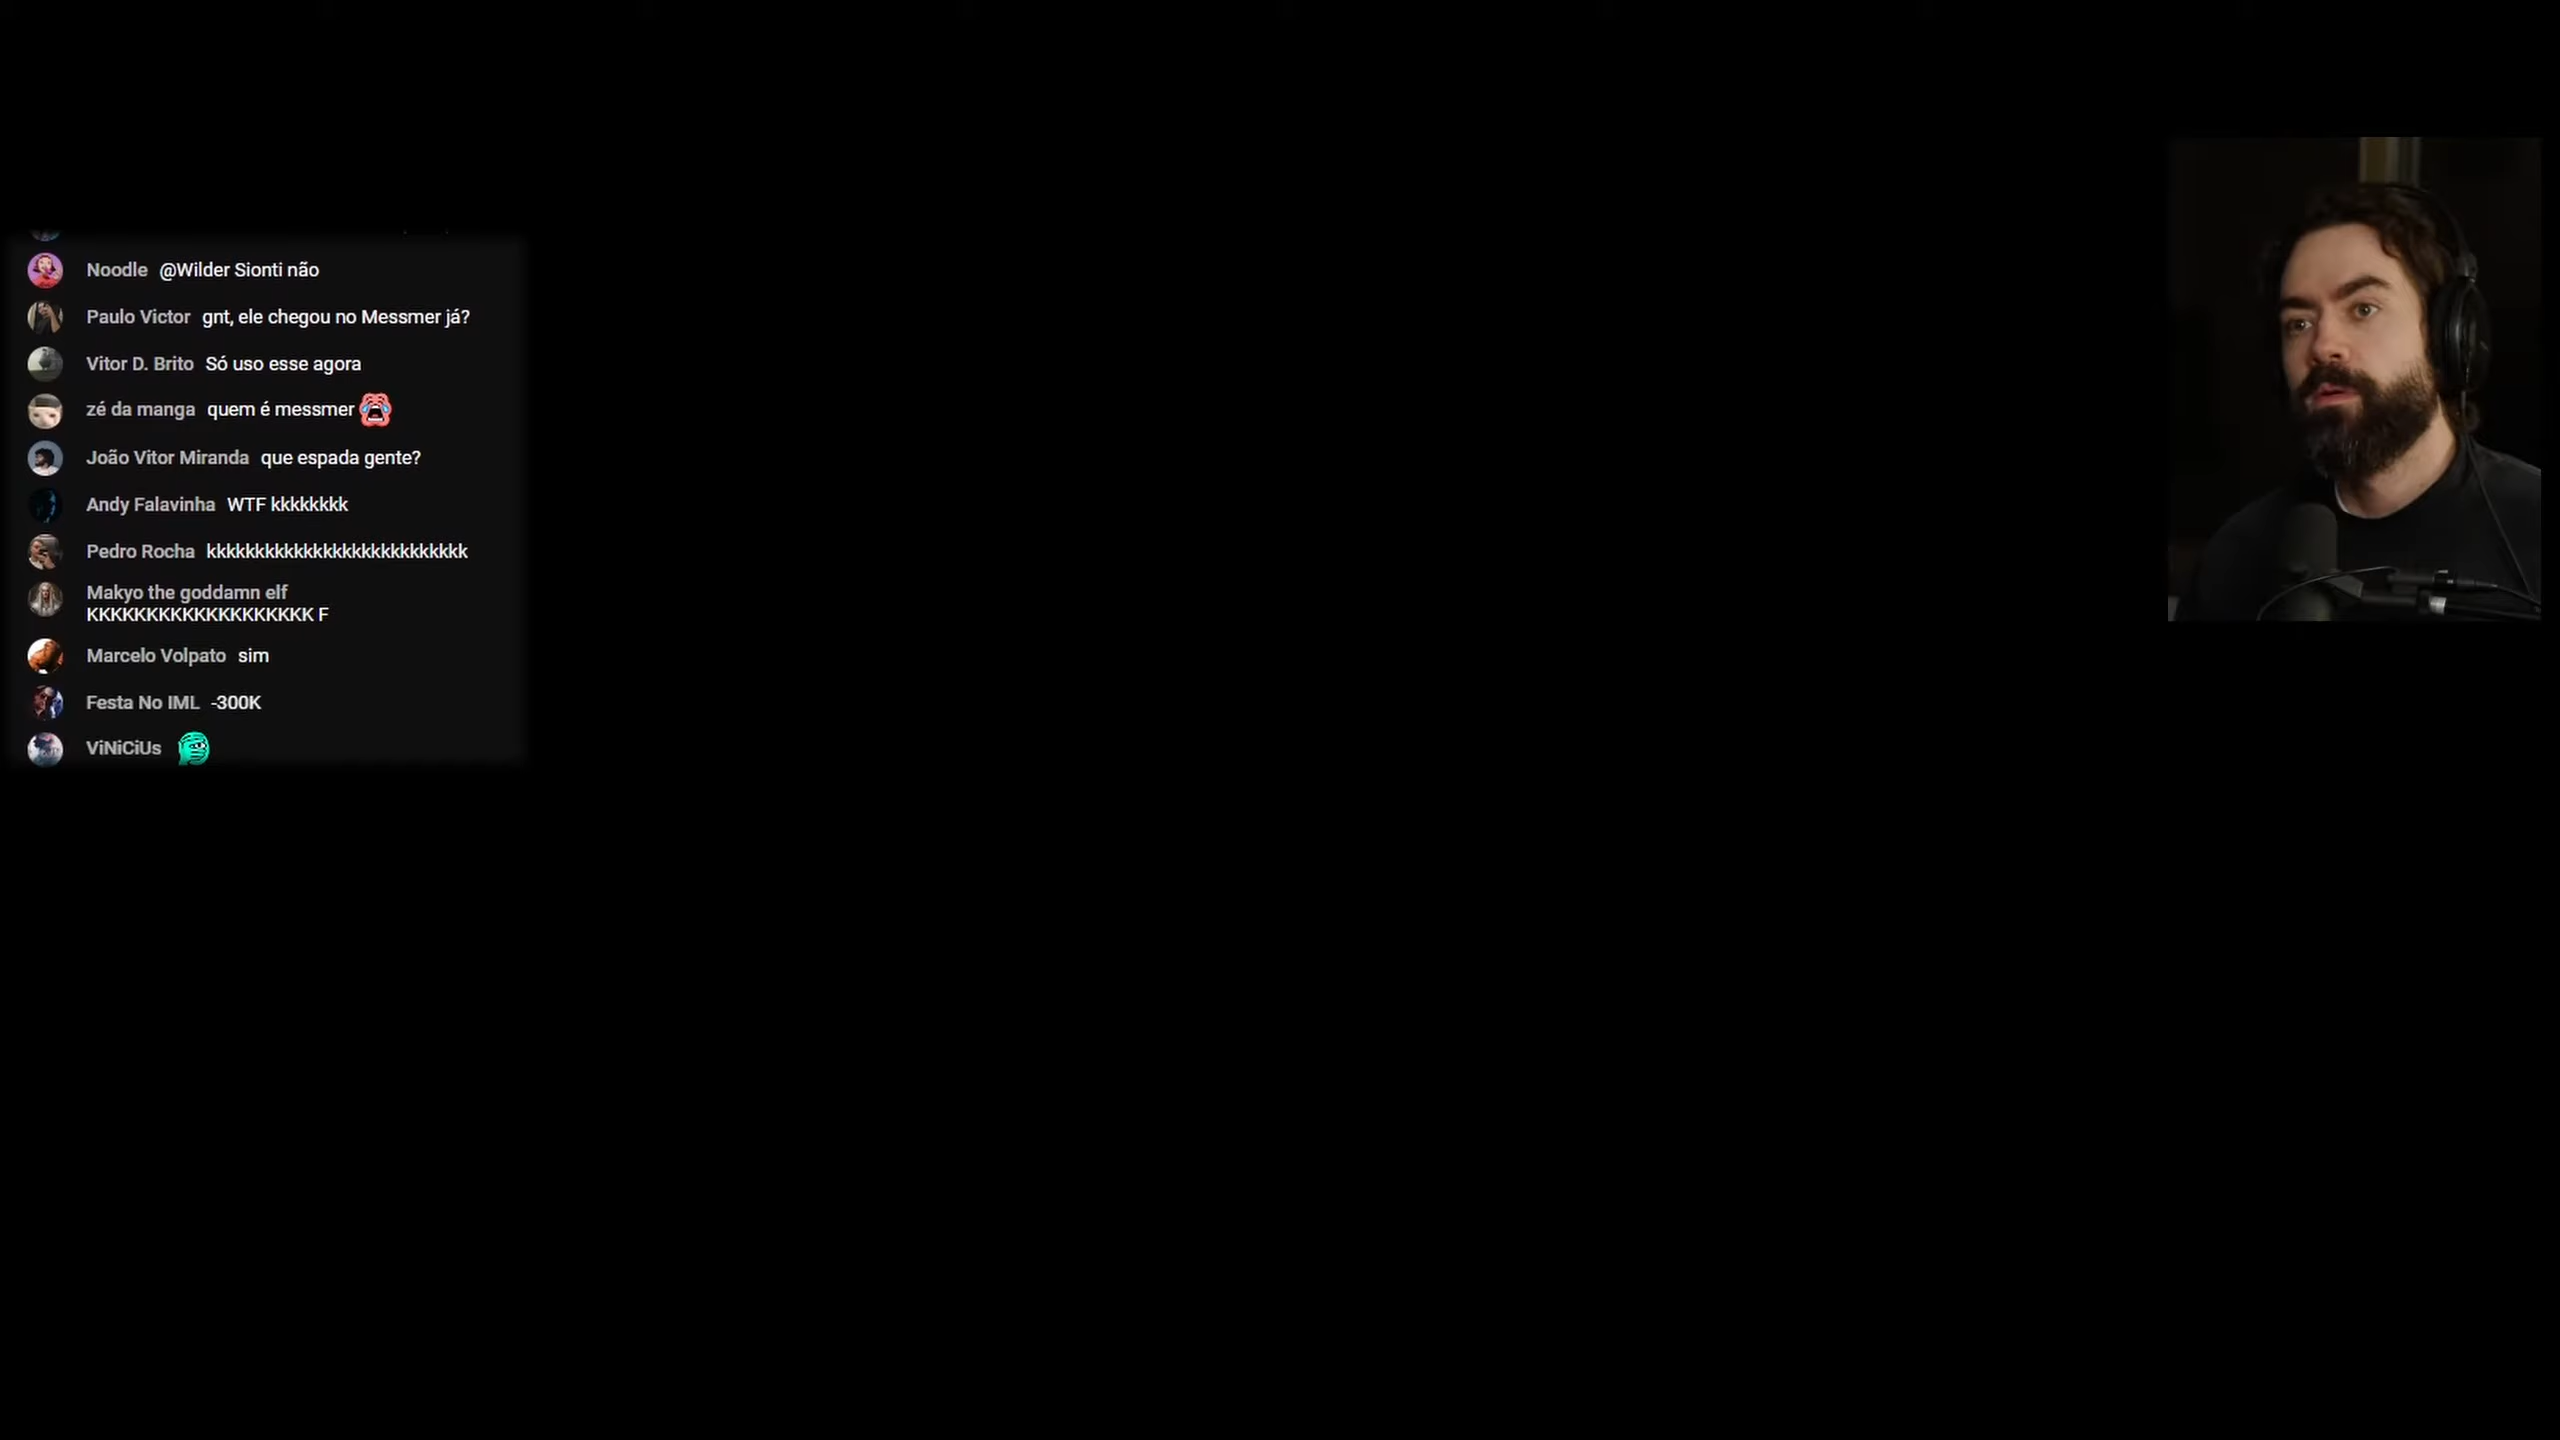 Noodle @Wilder Sionti não
Paulo Victor gnt, ele chegou no Messmer já?
Vitor D. Brito Só uso esse agora
zé da manga quem é messmer
João Vitor Miranda que espada gente?
Andy Falavinha WTF kkkkkkkk
Pedro Rocha kkkkkkkkkkkkkkkkkkkkkkkkkkk
Makyo the goddamn elf
KKKKKKKKKKKKKKKKKKK F
Marcelo Volpato sim
Festa No IML -300K
ViNiCiUs